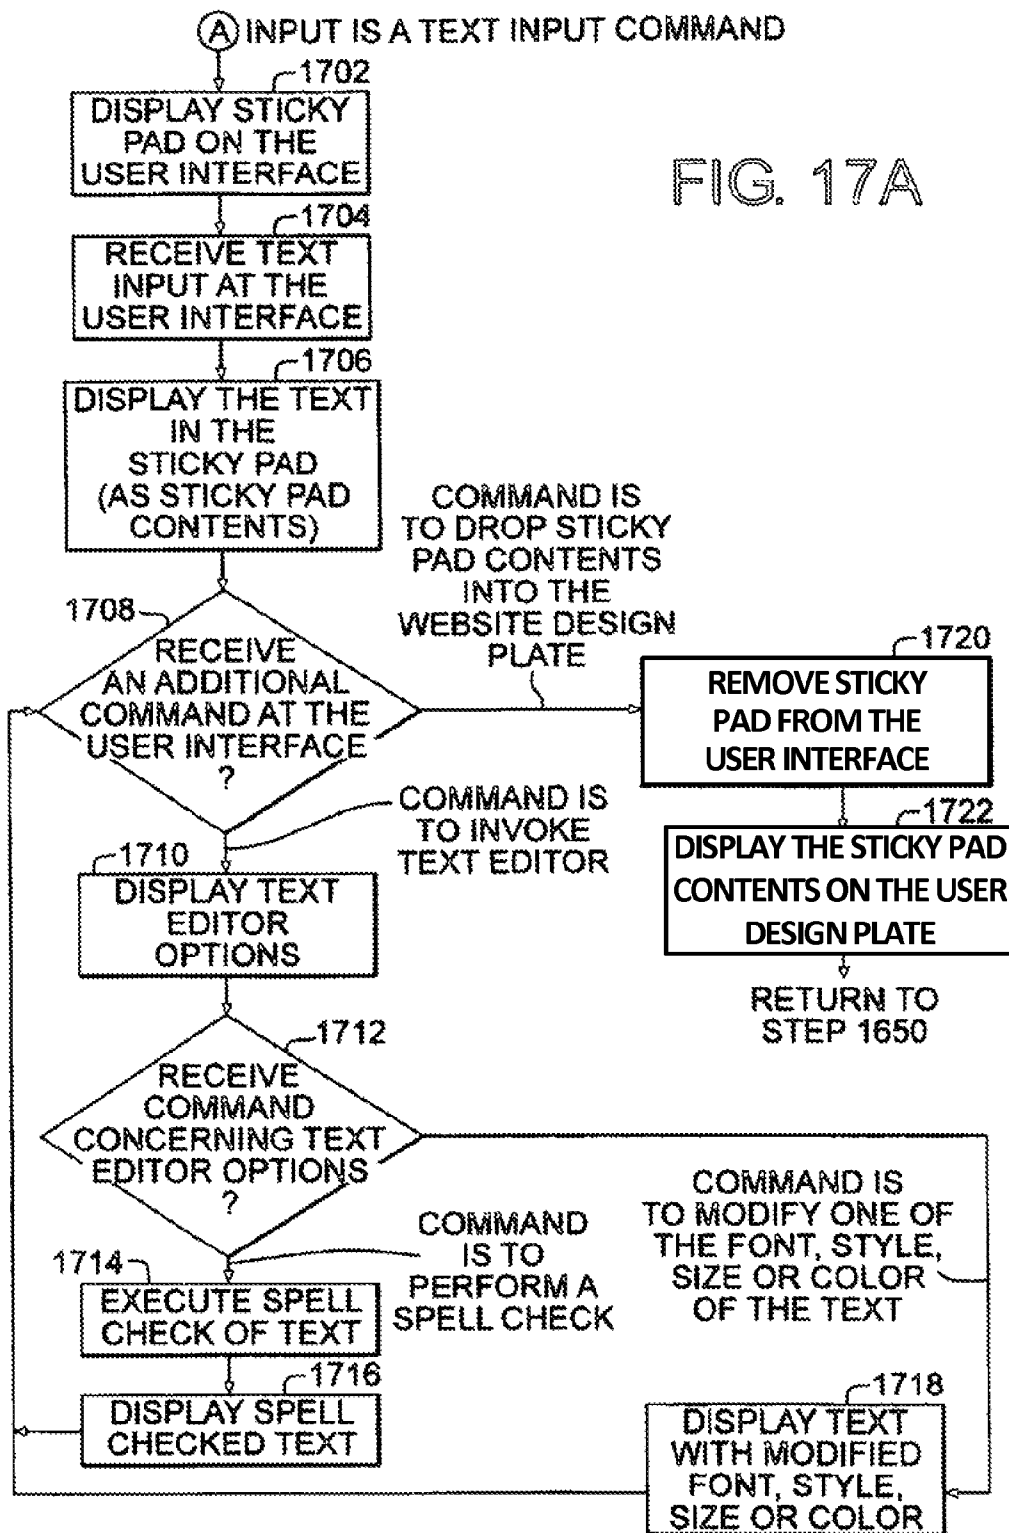 A INPUT IS A TEXT INPUT COMMAND
1702
DISPLAY STICKY
PAD ON THE
USER INTERFACE
FIG. 17A
1704
RECEIVE TEXT
INPUT AT THE
USER INTERFACE
1706
DISPLAY THE TEXT
IN THE
STICKY PAD
(AS STICKY PAD
CONTENTS)
COMMAND IS
TO DROP STICKY
PAD CONTENTS
INTO THE
WEBSITE DESIGN
PLATE
1708
RECEIVE
AN ADDITIONAL
COMMAND AT THE
USER INTERFACE
?
1720
REMOVE STICKY
PAD FROM THE
USER INTERFACE
1722
DISPLAY THE STICKY PAD
CONTENTS ON THE USER
DESIGN PLATE
RETURN TO
STEP 1650
COMMAND IS
TO INVOKE
TEXT EDITOR
1710
DISPLAY TEXT
EDITOR
OPTIONS
1712
RECEIVE
COMMAND
CONCERNING TEXT
EDITOR OPTIONS
?
COMMAND IS
TO MODIFY ONE OF
THE FONT, STYLE,
SIZE OR COLOR
OF THE TEXT
COMMAND
IS TO
PERFORM A
SPELL CHECK
1714
EXECUTE SPELL
CHECK OF TEXT
1716
DISPLAY SPELL
CHECKED TEXT
1718
DISPLAY TEXT
WITH MODIFIED
FONT, STYLE,
SIZE OR COLOR